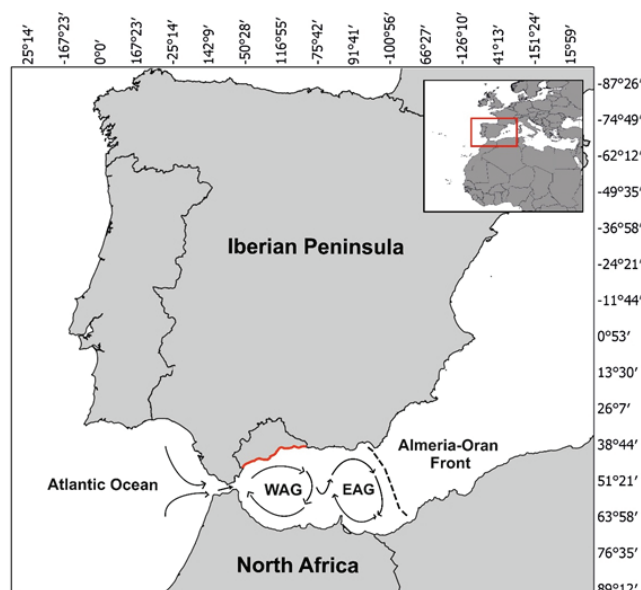 25°14′ -167°23′ 0°0′ 167°23′ -25°14′ 142°99′ -50°28′ 116°55′ -75°42′ 91°41′ -100°56′ 66°27′ -126°10′ 41°13′ -151°24′ 15°59′
-87°26′
-74°49′
-62°12′
Iberian Peninsula
-49°35′
-36°58′
-24°21′
-11°44′
0°53′
13°30′
26°7′
38°44′
Almeria-Oran
Front
Atlantic Ocean
WAG
EAG
51°21′
63°58′
North Africa
76°35′
89°12′